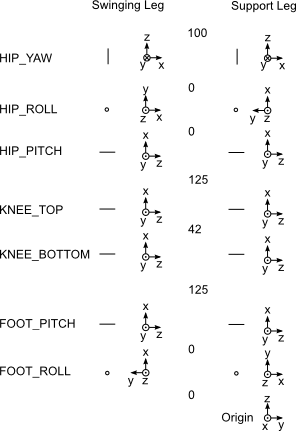 Swinging Leg Support Leg
100
z z
HIP_YAW
y x y x
0
y x
HIP_ROLL
z x y z
0
x x
HIP_PITCH
y z y z
125
x x
KNEE_TOP
y z y z
42
x x
KNEE_BOTTOM
y z y z
125
x x
FOOT_PITCH
y z y z
0
x y
FOOT_ROLL
y z z x
0
z
Origin
x y